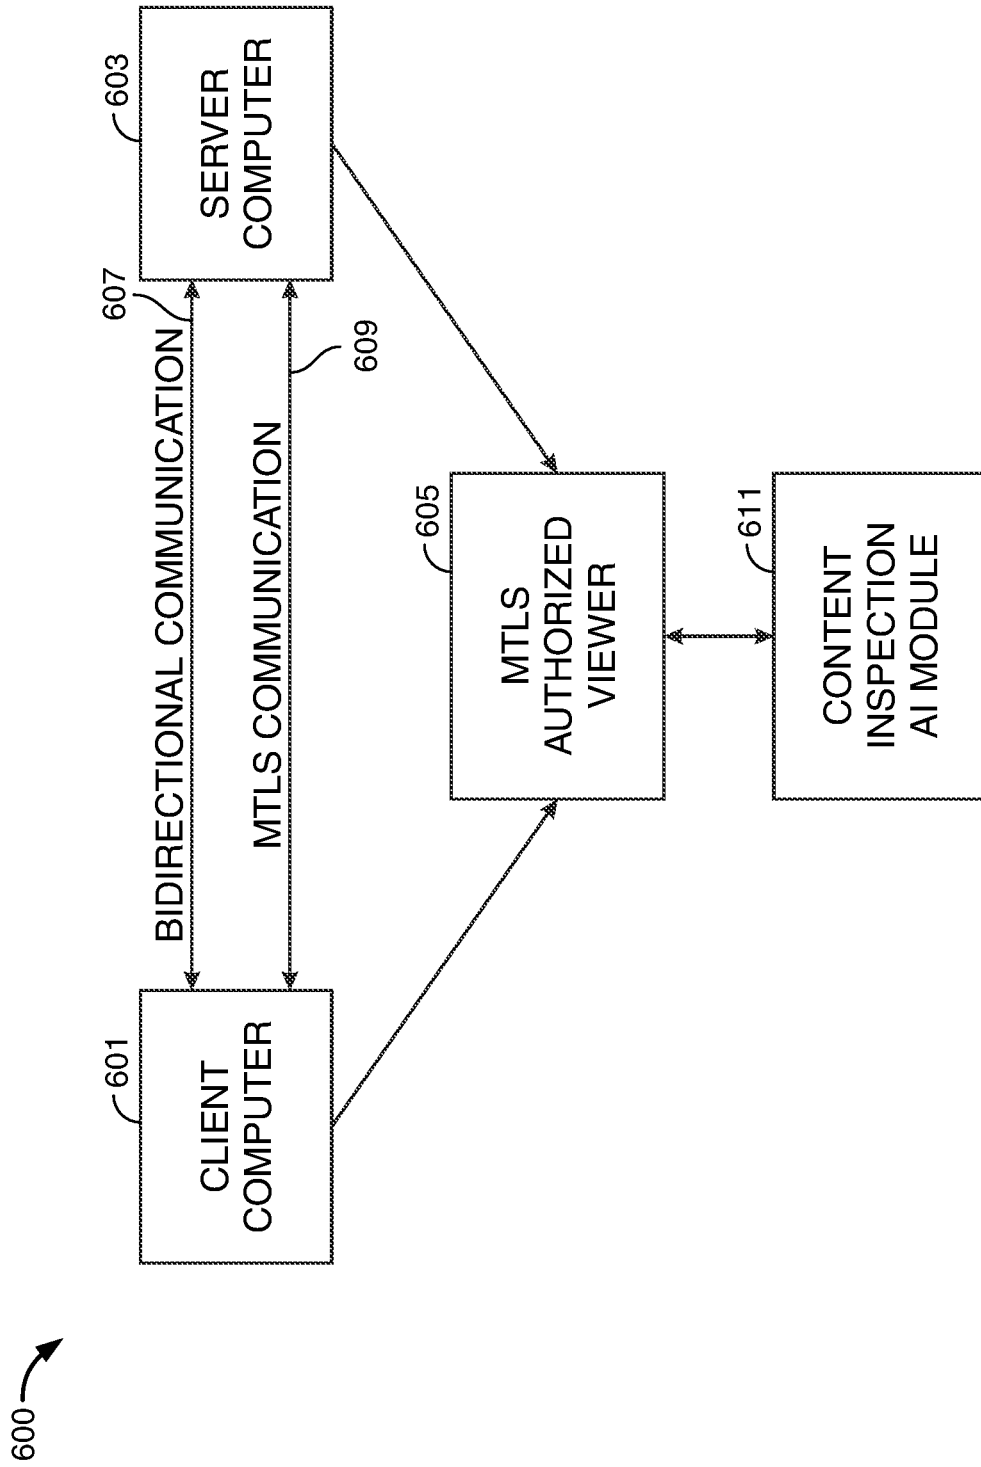 600
601
CLIENT
COMPUTER
BIDIRECTIONAL COMMUNICATION
607
MTLS COMMUNICATION
609
603
SERVER
COMPUTER
605
MTLS
AUTHORIZED
VIEWER
611
CONTENT
INSPECTION
AI MODULE